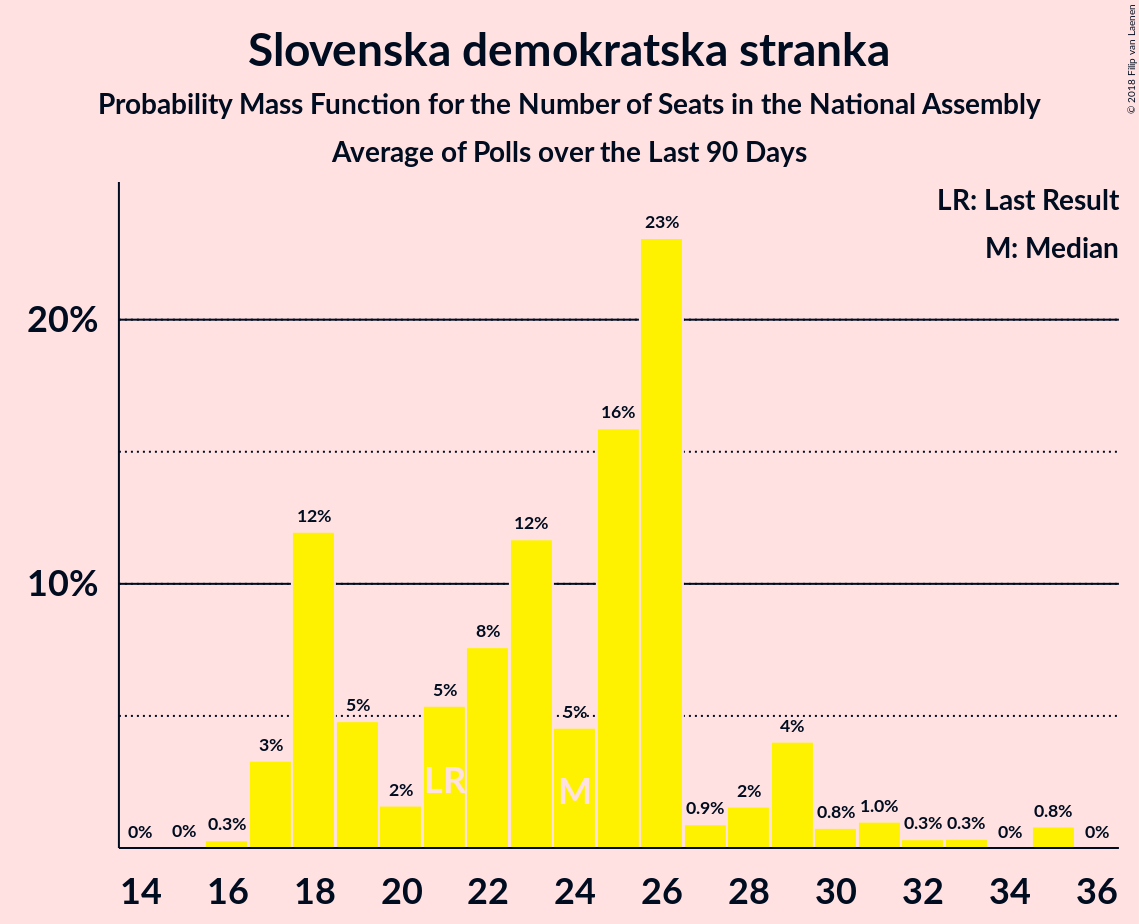 Slovenska demokratska stranka
Probability Mass Function for the Number of Seats in the National Assembly
Average of Polls over the Last 90 Days
© 2018 Filip van Laenen
LR: Last Result
M: Median
20%
10%
0%
0%
0.3%
3%
12%
5%
2%
5%
8%
12%
5%
16%
23%
0.9%
2%
4%
0.8%
1.0%
0.3%
0.3%
0%
0.8%
0%
LR
M
14 16 18 20 22 24 26 28 30 32 34 36